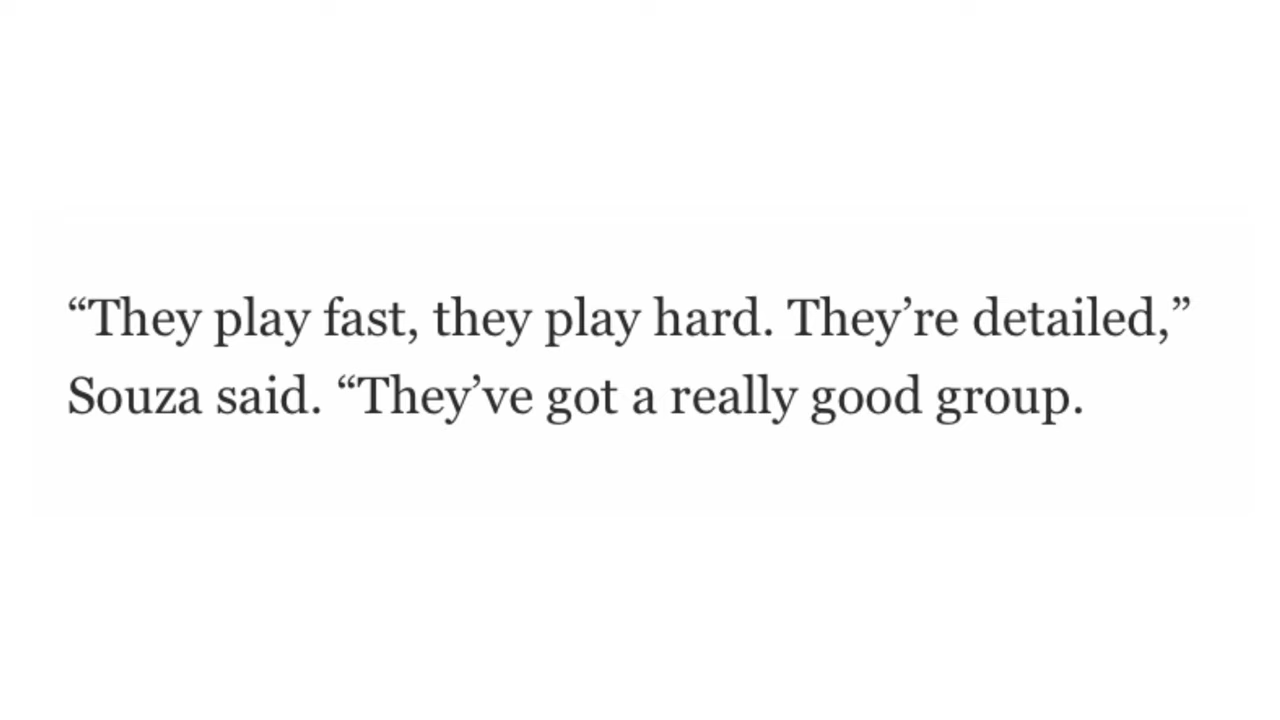 “They play fast, they play hard. They’re detailed,”
Souza said. “They’ve got a really good group.